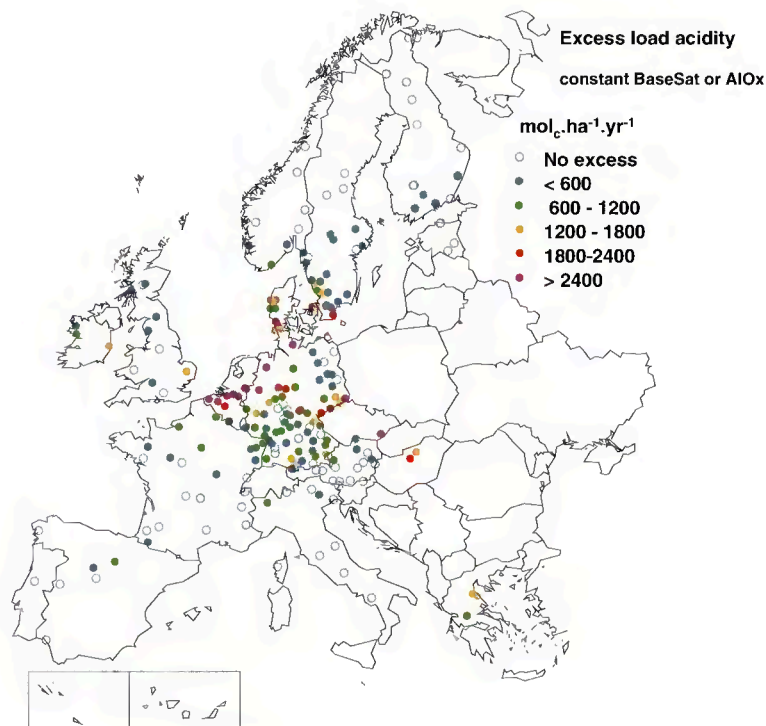 Excess load acidity
constant BaseSat or AlOx
molc.ha-1.yr-1
No excess
< 600
600 - 1200
1200 - 1800
1800-2400
> 2400